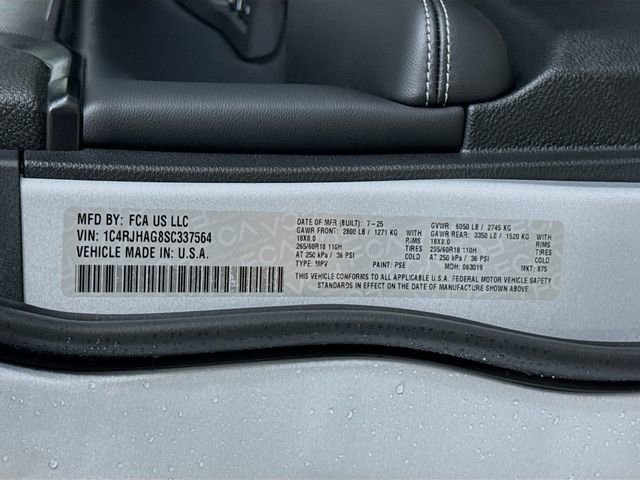 MFD BY: FCA US LLC
VIN: 1C4RJHAG8SC337564
VEHICLE MADE IN: U.S.A.
DATE OF MFR (BUILT): 7-25
GAWR FRONT: 2800 LB / 1271 KG WITH
18X8.0 RIMS
265/60R18 110H TIRES
AT 250 kPa / 36 PSI COLD
TYPE: MPV PAINT: PSE
GVWR: 6050 LB / 2745 KG
GAWR REAR: 3350 LB / 1520 KG WITH
18X8.0 RIMS
265/60R18 110H TIRES
AT 250 kPa / 36 PSI COLD
MDH: 063019 MKT: 975
THIS VEHICLE CONFORMS TO ALL APPLICABLE U.S.A. FEDERAL MOTOR VEHICLE SAFETY
STANDARDS IN EFFECT ON THE DATE OF MANUFACTURE SHOWN ABOVE.